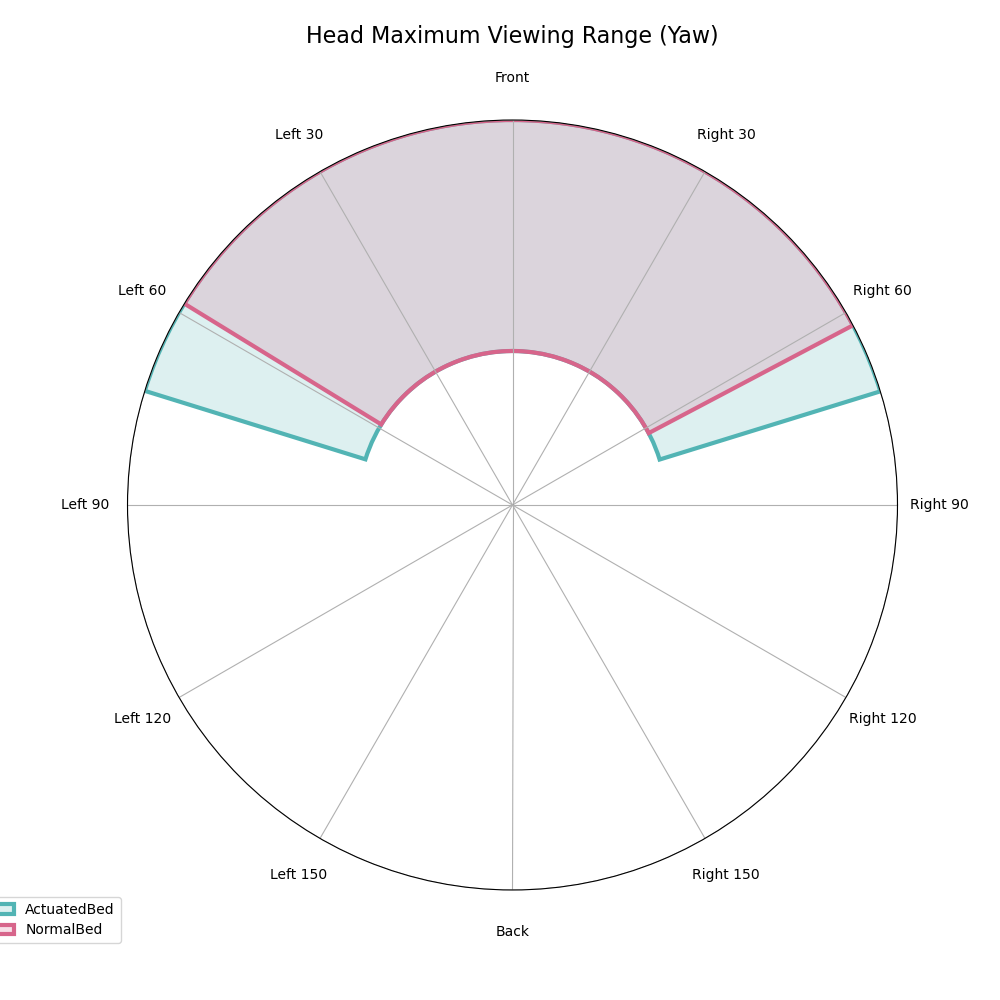 Head Maximum Viewing Range (Yaw)
Front
Left 30
Right 30
Left 60
Right 60
Left 90
Right 90
Left 120
Right 120
Left 150
Right 150
Back
ActuatedBed
NormalBed